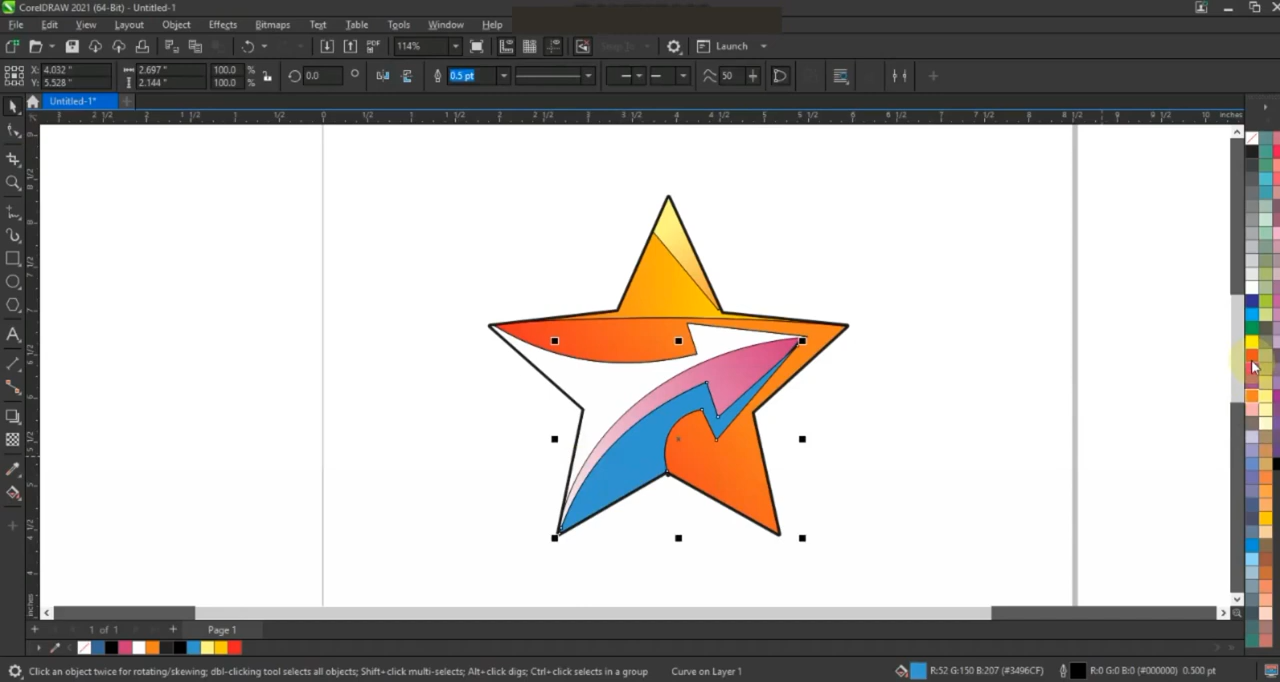 CorelDRAW 2021 (64-Bit) - Untitled-1
File Edit View Layout Object Effects Bitmaps Text Table Tools Window Help
PDF 114% Launch
X: 4.032 " 2.697 " 100.0 % 0.0 ° 0.5 pt 50
Y: 5.528 " 2.144 " 100.0 %
Untitled-1*
inches
inches
1 of 1 Page 1
Click an object twice for rotating/skewing; dbl-clicking tool selects all objects; Shift+click multi-selects; Alt+click digs; Ctrl+click selects in a group Curve on Layer 1 R:52 G:150 B:207 (#3496CF) R:0 G:0 B:0 (#000000) 0.500 pt